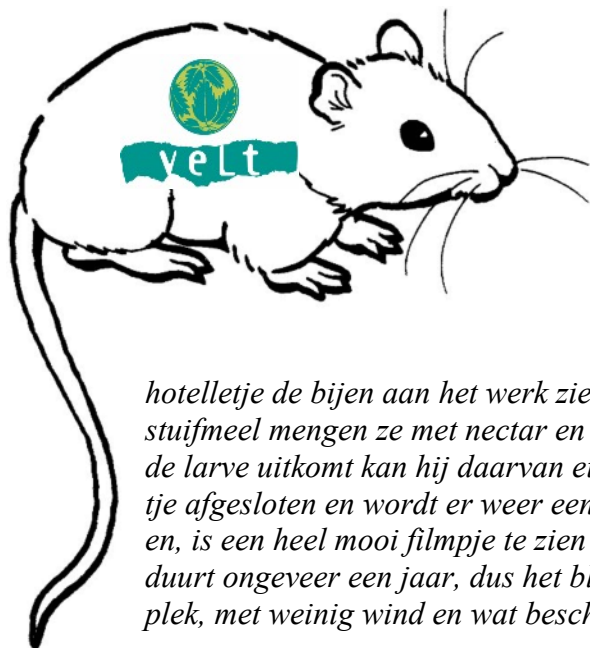 velt
hotelletje de bijen aan het werk zie
stuifmeel mengen ze met nectar en
de larve uitkomt kan hij daarvan et
tje afgesloten en wordt er weer een
en, is een heel mooi filmpje te zien
duurt ongeveer een jaar, dus het bl
plek, met weinig wind en wat besch